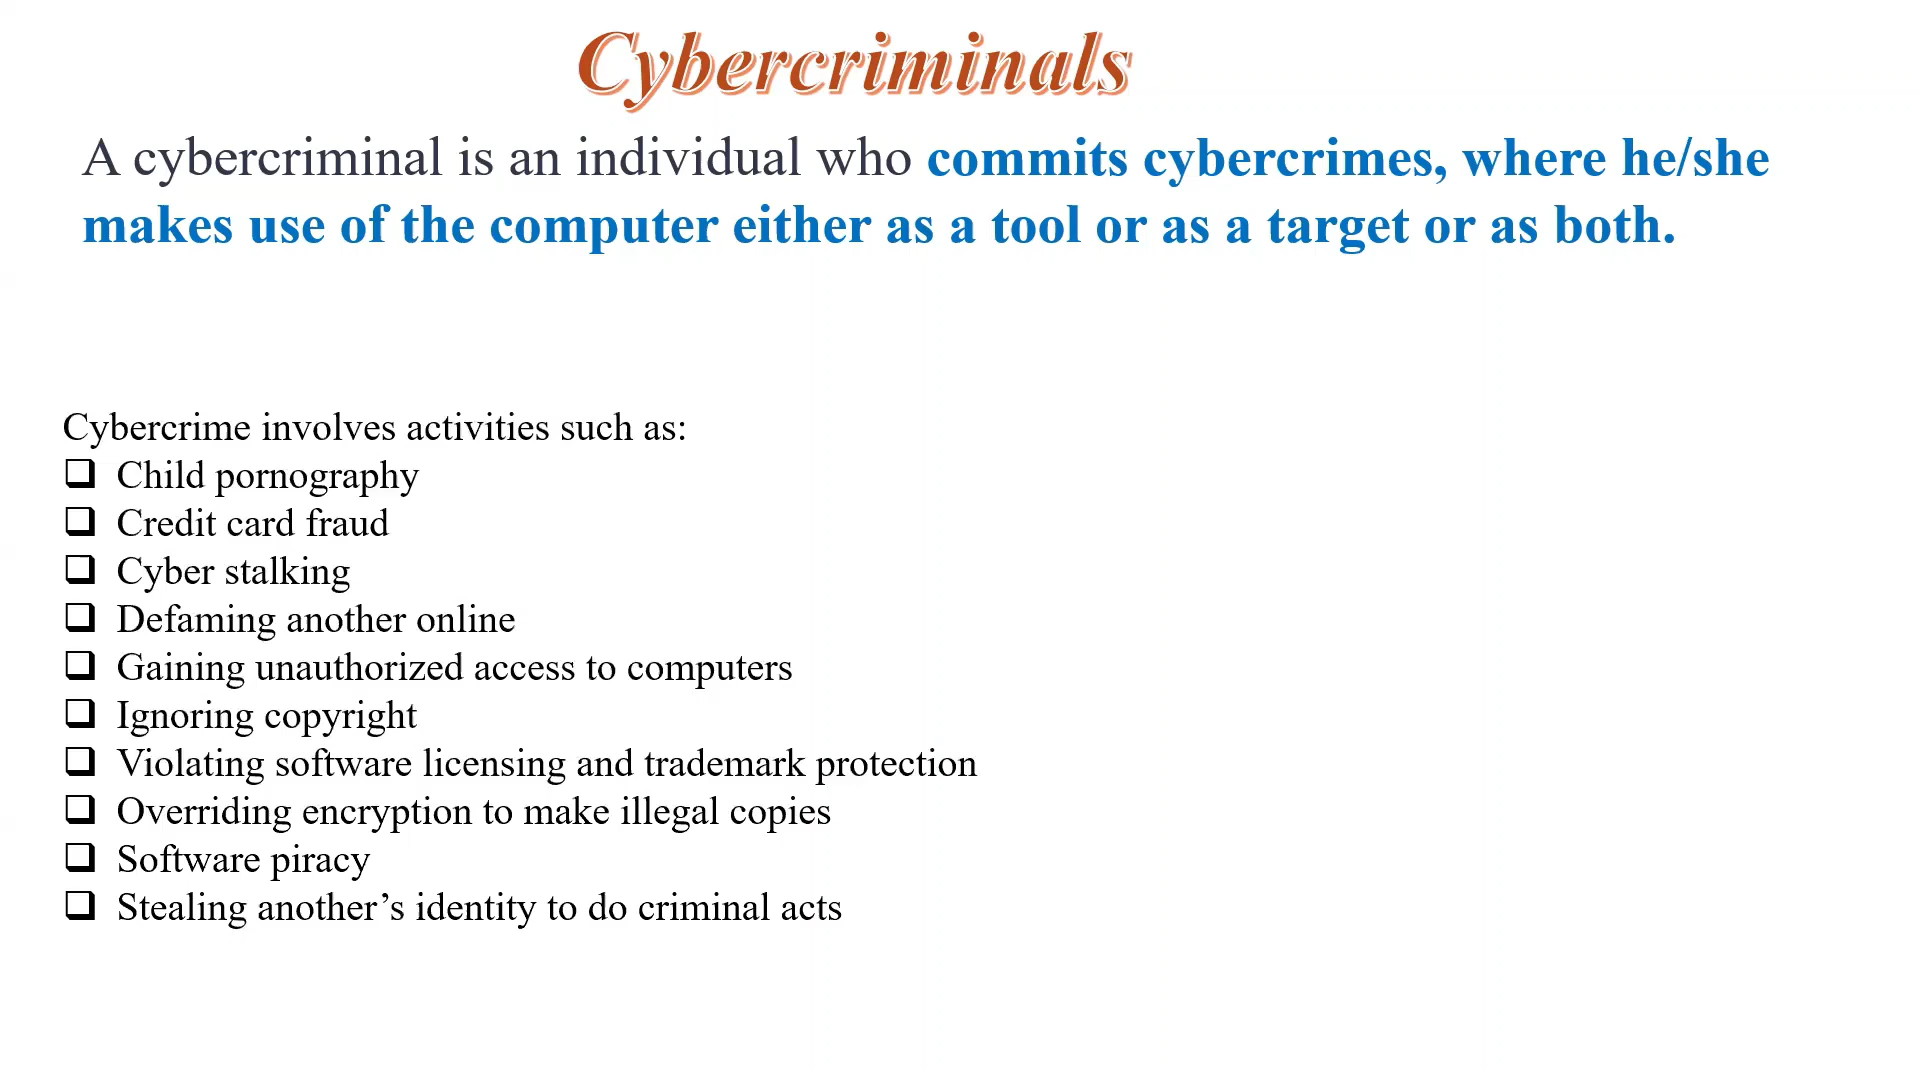 Cybercriminals
A cybercriminal is an individual who commits cybercrimes, where he/she
makes use of the computer either as a tool or as a target or as both.
Cybercrime involves activities such as:
❑ Child pornography
❑ Credit card fraud
❑ Cyber stalking
❑ Defaming another online
❑ Gaining unauthorized access to computers
❑ Ignoring copyright
❑ Violating software licensing and trademark protection
❑ Overriding encryption to make illegal copies
❑ Software piracy
❑ Stealing another’s identity to do criminal acts